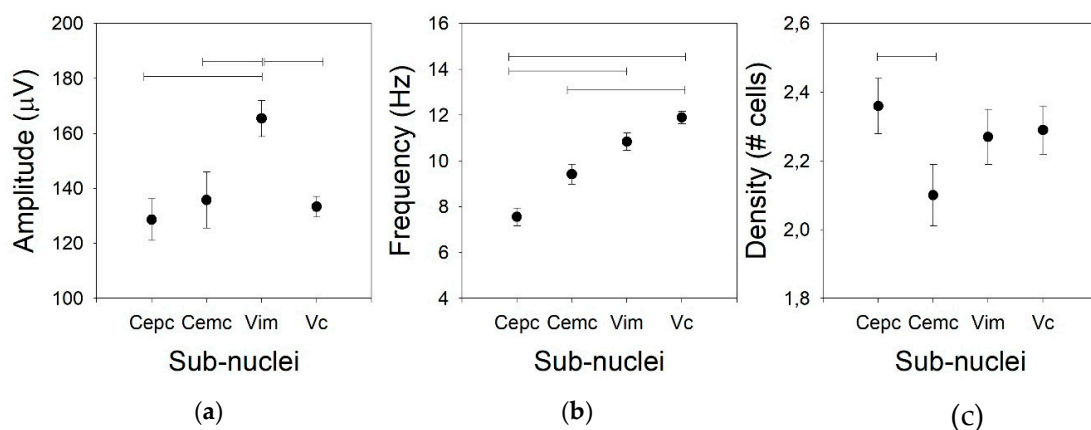 Amplitude (µV)
200
180
160
140
120
100
Cepc Cemc Vim Vc
Sub-nuclei
(a)
Frequency (Hz)
16
14
12
10
8
6
4
Cepc Cemc Vim Vc
Sub-nuclei
(b)
Density (# cells)
2,6
2,4
2,2
2,0
1,8
Cepc Cemc Vim Vc
Sub-nuclei
(c)